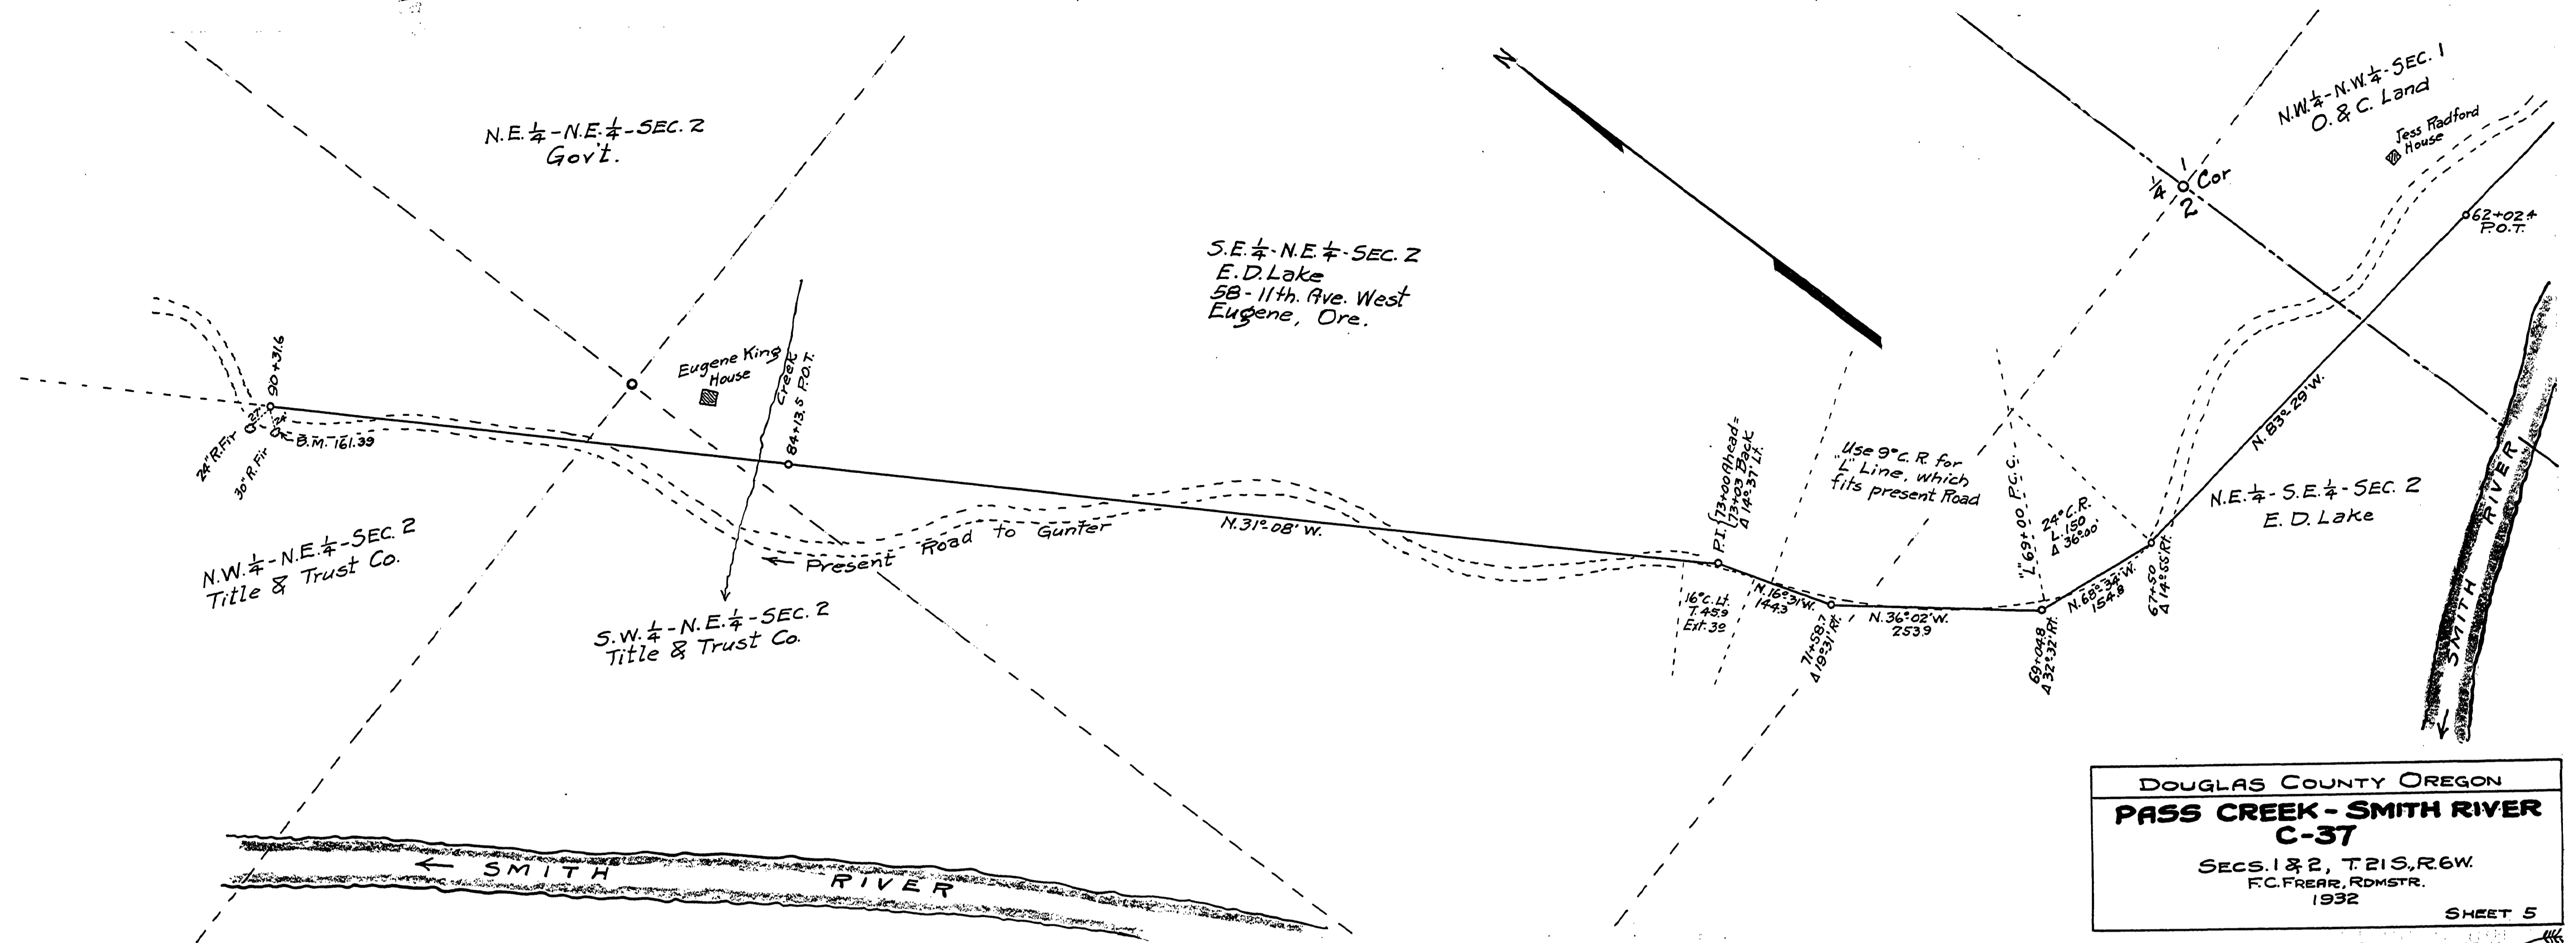 N.E.¼-N.E.¼-SEC. 2
Gov't.
N
S.E.¼-N.E.¼-SEC. 2
E.D. Lake
58-11th. Ave. West
Eugene, Ore.
N.W.¼-N.W.¼-SEC. 1
O. & C. Land
Jess Radford
House
¼ 1 Cor
2
62+02.4
P.O.T.
90+31.6
27'
24'
24" R. Fir
30" R. Fir
B.M. 161.39
Eugene King
House
Creek
84+13.5 P.O.T.
N.W.¼-N.E.¼-SEC. 2
Title & Trust Co.
S.W.¼-N.E.¼-SEC. 2
Title & Trust Co.
Present Road to Gunter
N. 31°-08' W.
P.I. {73+00 Ahead =
73+03 Back
Δ 14°-37' Lt.
16° C. Lt.
T. 45.9
Ext. 3.0
N. 16°-31' W.
144.3
71+58.7
Δ 19°-31' Rt.
N. 36°-02' W.
253.9
Use 9° C. R. for
"L" Line, which
fits present Road
"L" 69+00 P.C.C.
24° C.R.
L. 150
Δ 36°00'
69+04.8
Δ 32°-32' Rt.
N. 68°-34' W.
154.8
67+50
Δ 14°-55' Rt.
N. 83°-29' W.
N.E.¼-S.E.¼-SEC. 2
E. D. Lake
SMITH RIVER
SMITH RIVER
DOUGLAS COUNTY OREGON
PASS CREEK-SMITH RIVER
C-37
SECS. 1 & 2, T. 21 S., R. 6 W.
F.C. FREAR, RDMSTR.
1932
SHEET 5